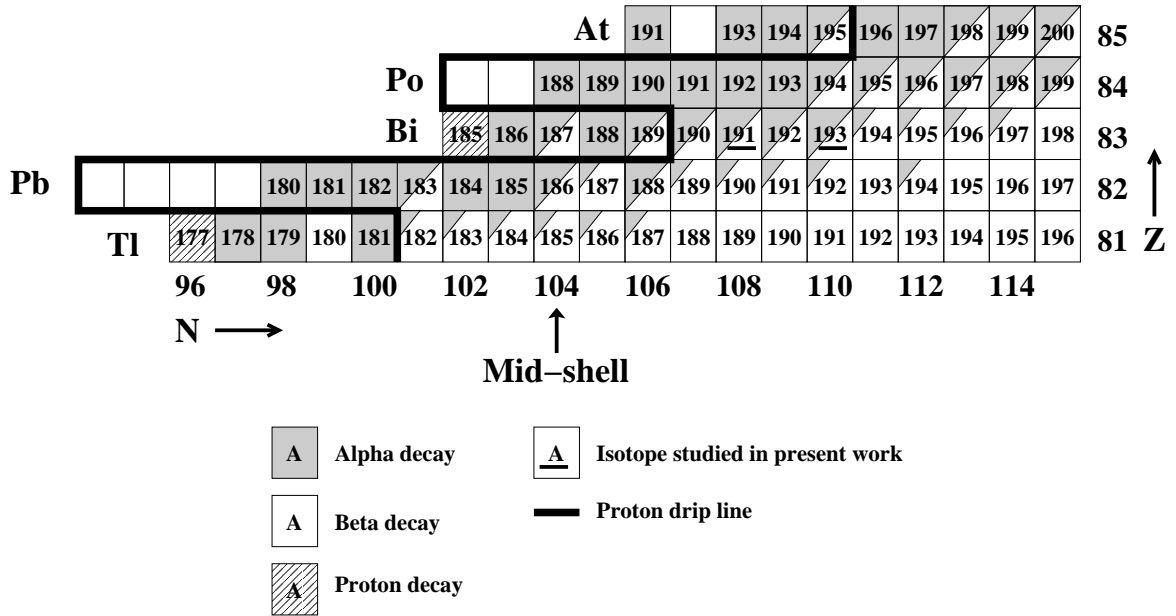 At 191 193 194 195 196 197 198 199 200 85
Po 188 189 190 191 192 193 194 195 196 197 198 199 84
Bi 185 186 187 188 189 190 191 192 193 194 195 196 197 198 83
Pb 180 181 182 183 184 185 186 187 188 189 190 191 192 193 194 195 196 197 82
Tl 177 178 179 180 181 182 183 184 185 186 187 188 189 190 191 192 193 194 195 196 81 Z
96 98 100 102 104 106 108 110 112 114
N
Mid−shell
A Alpha decay A Isotope studied in present work
A Beta decay Proton drip line
A Proton decay